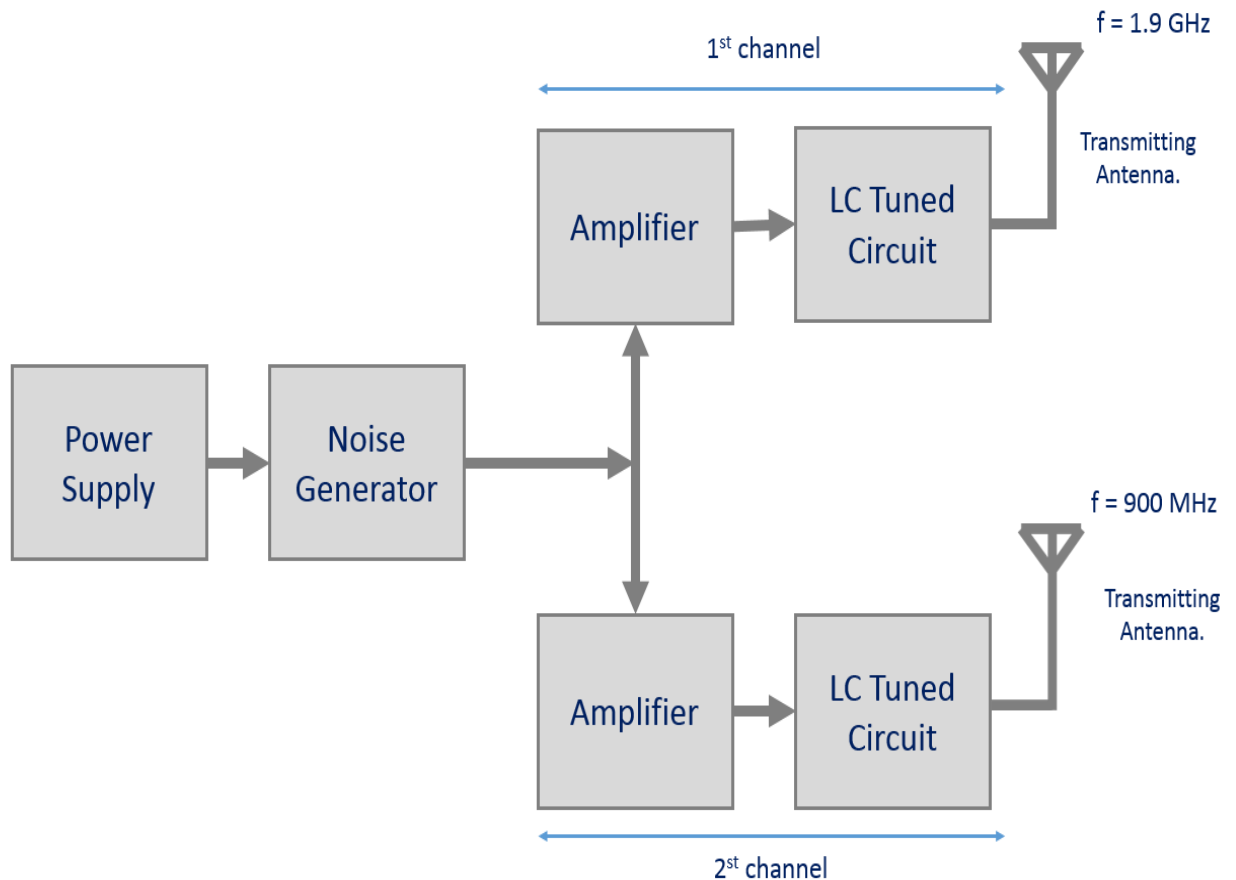 f = 1.9 GHz
1st channel
Transmitting
Antenna.
Amplifier
LC Tuned
Circuit
Power
Supply
Noise
Generator
f = 900 MHz
Transmitting
Antenna.
Amplifier
LC Tuned
Circuit
2st channel